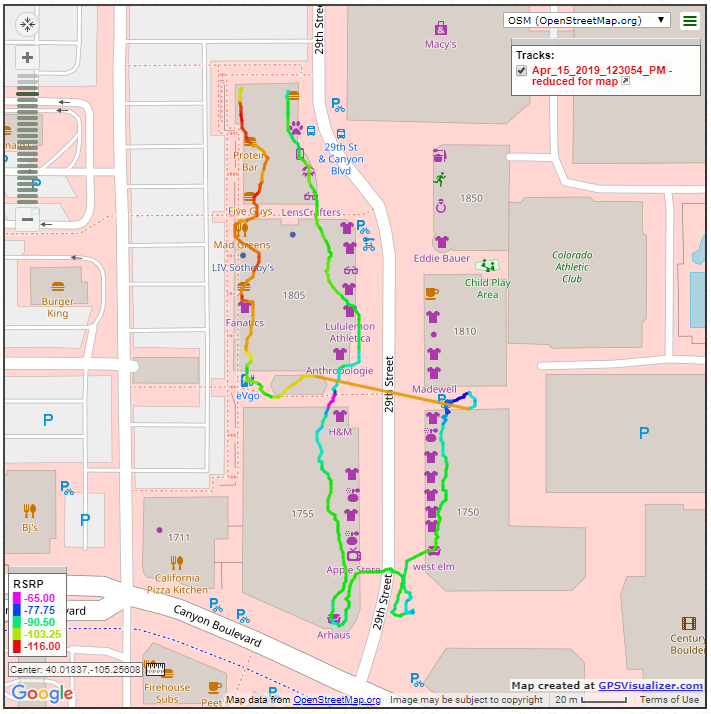 OSM (OpenStreetMap.org)
29th Street
Macy's
Tracks:
Apr_15_2019_123054_PM -
reduced for map
P
29th St
& Canyon
Blvd
Protein
Bar
P
1850
Five Guys
LensCrafters
P
Mad Greens
Eddie Bauer
Colorado
Athletic
Club
LIV Sotheby's
Child Play
Area
1805
Burger
King
Fanatics
Lululemon
Athletica
1810
Anthropologie
29th Street
Madewell
eVgo
P
P
H&M
P
P
BJ's
P
1755
1750
1711
Apple Store
west elm
California
Pizza Kitchen
RSRP
-65.00
-77.75
-90.50
-103.25
-116.00
29th Street
P
P
Canyon Boulevard
Arhaus
Century
Boulder
Center: 40.01837,-105.25608
P
P
Firehouse
Subs
Peet
Map created at GPSVisualizer.com
Google
Map data from OpenStreetMap.org
Image may be subject to copyright
20 m
Terms of Use